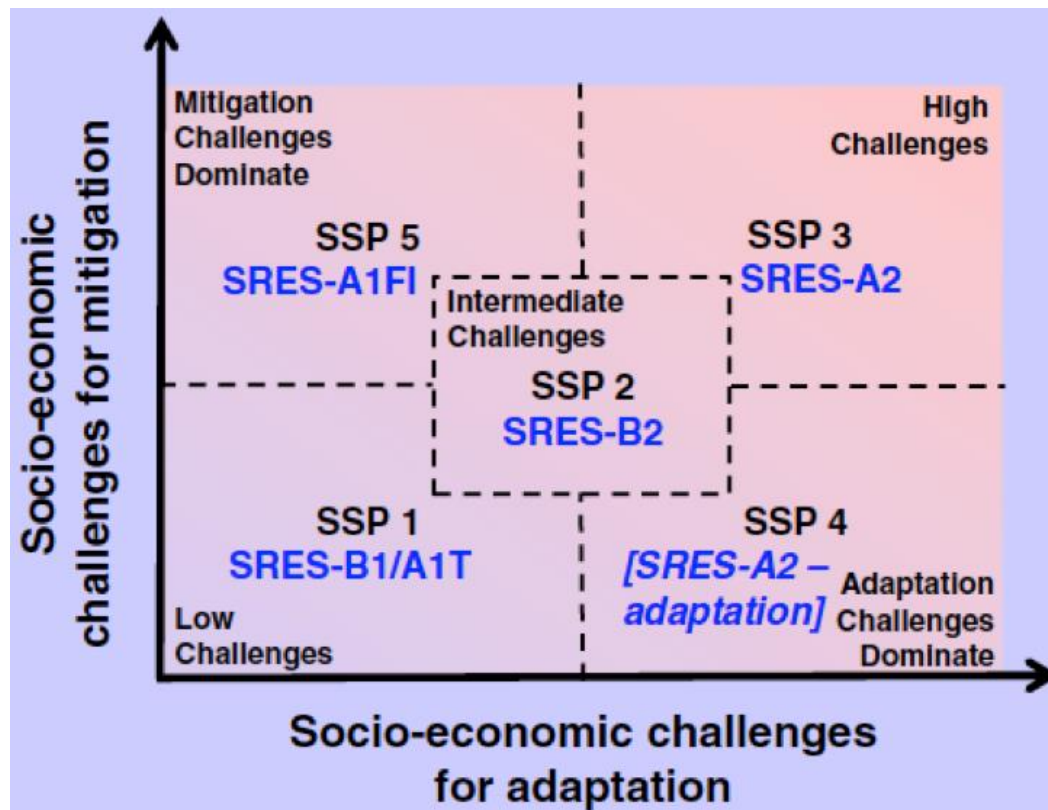 Socio-economic
challenges for mitigation
Mitigation
Challenges
Dominate
High
Challenges
SSP 5
SRES-A1FI
SSP 3
SRES-A2
Intermediate
Challenges
SSP 2
SRES-B2
SSP 1
SRES-B1/A1T
Low
Challenges
SSP 4
[SRES-A2 –
adaptation]
Adaptation
Challenges
Dominate
Socio-economic challenges
for adaptation